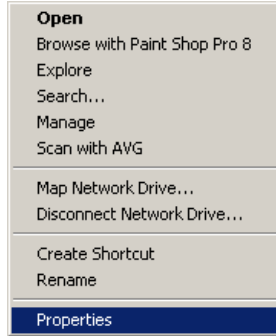 Open
Browse with Paint Shop Pro 8
Explore
Search...
Manage
Scan with AVG
Map Network Drive...
Disconnect Network Drive...
Create Shortcut
Rename
Properties